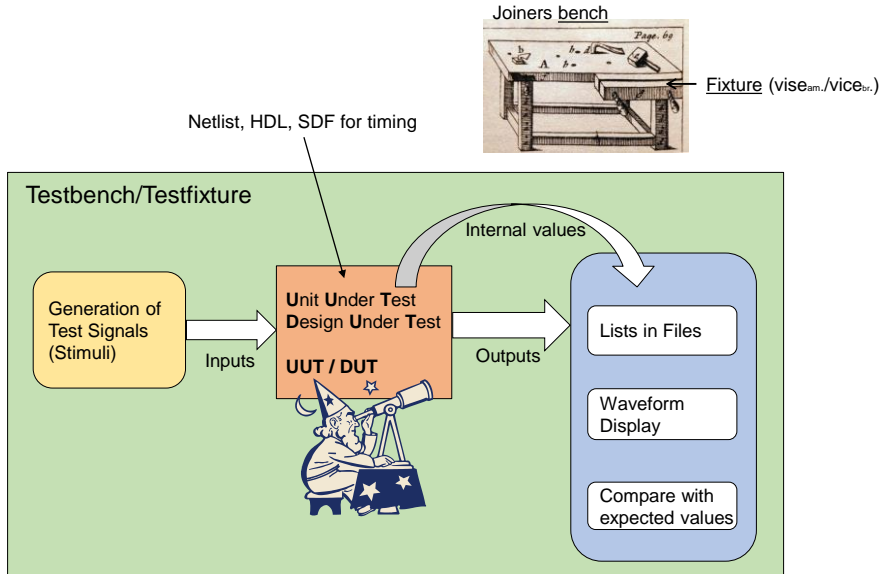 Joiners bench
Page. 69
b
b
A
b
Fixture (viseam./vicebr.)
Netlist, HDL, SDF for timing
Testbench/Testfixture
Internal values
Generation of
Test Signals
(Stimuli)
Inputs
Unit Under Test
Design Under Test
UUT / DUT
Outputs
Lists in Files
Waveform
Display
Compare with
expected values